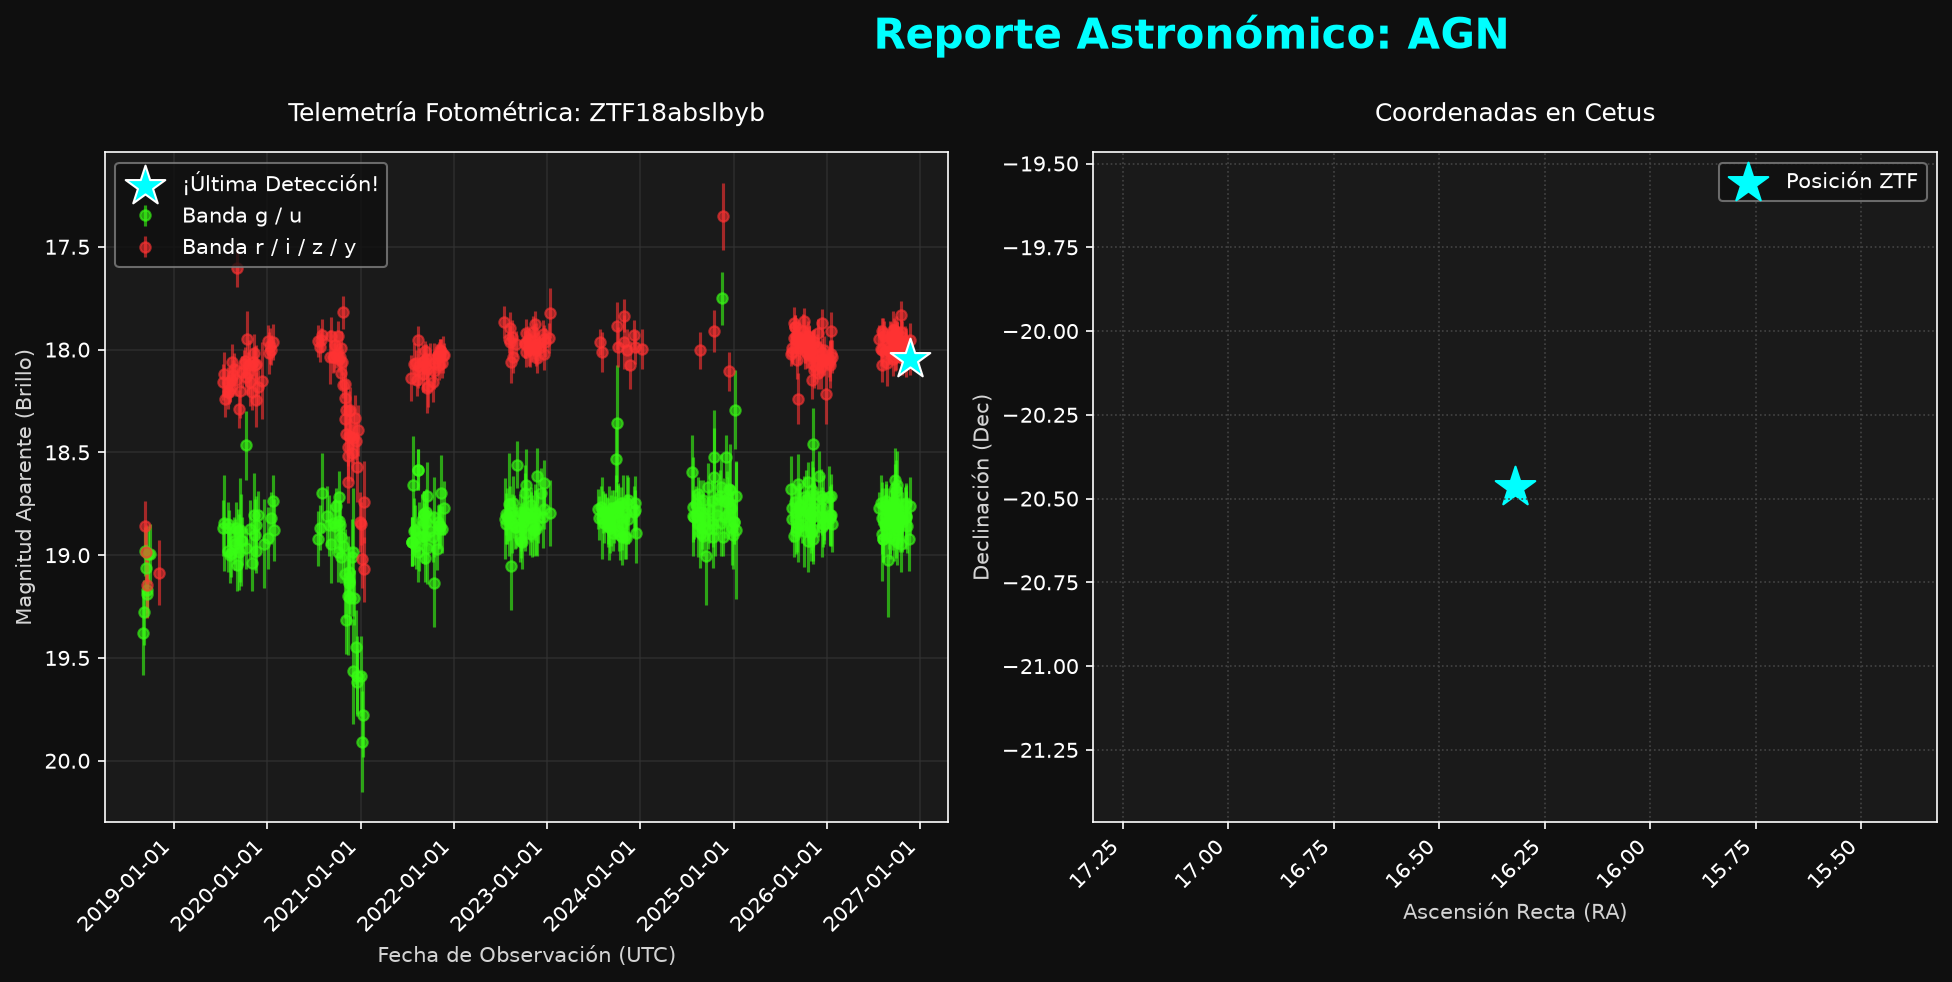 Reporte Astronómico: AGN
Telemetría Fotométrica: ZTF18abslbyb
¡Última Detección!
Banda g / u
Banda r / i / z / y
Magnitud Aparente (Brillo)
17.5
18.0
18.5
19.0
19.5
20.0
2019-01-01
2020-01-01
2021-01-01
2022-01-01
2023-01-01
2024-01-01
2025-01-01
2026-01-01
2027-01-01
Fecha de Observación (UTC)
Coordenadas en Cetus
Posición ZTF
Declinación (Dec)
−19.50
−19.75
−20.00
−20.25
−20.50
−20.75
−21.00
−21.25
17.25
17.00
16.75
16.50
16.25
16.00
15.75
15.50
Ascensión Recta (RA)